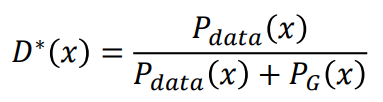 D*(x) = P_data(x) / (P_data(x) + P_G(x))